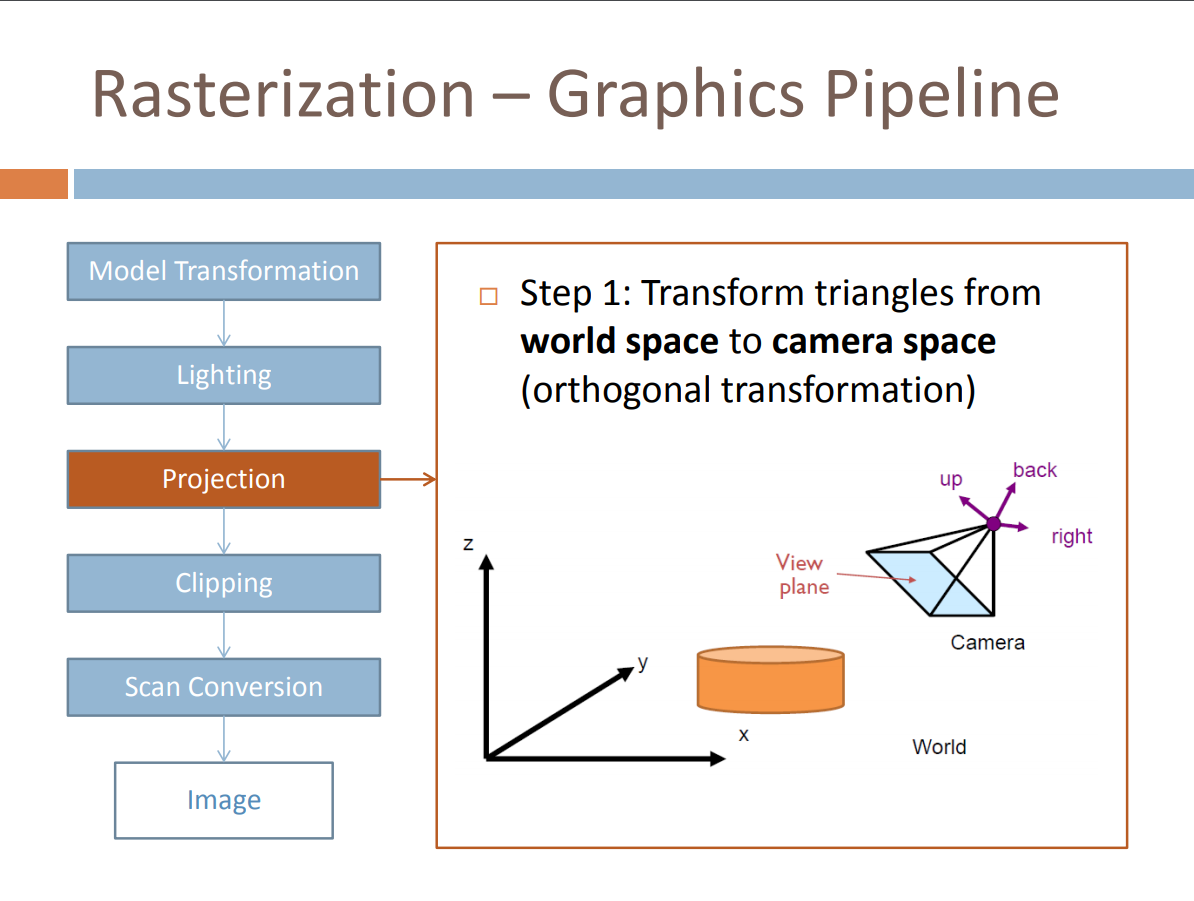 Rasterization – Graphics Pipeline
Model Transformation
Lighting
Projection
Clipping
Scan Conversion
Image
Step 1: Transform triangles from
world space to camera space
(orthogonal transformation)
up
back
right
View
plane
Camera
z
y
x
World